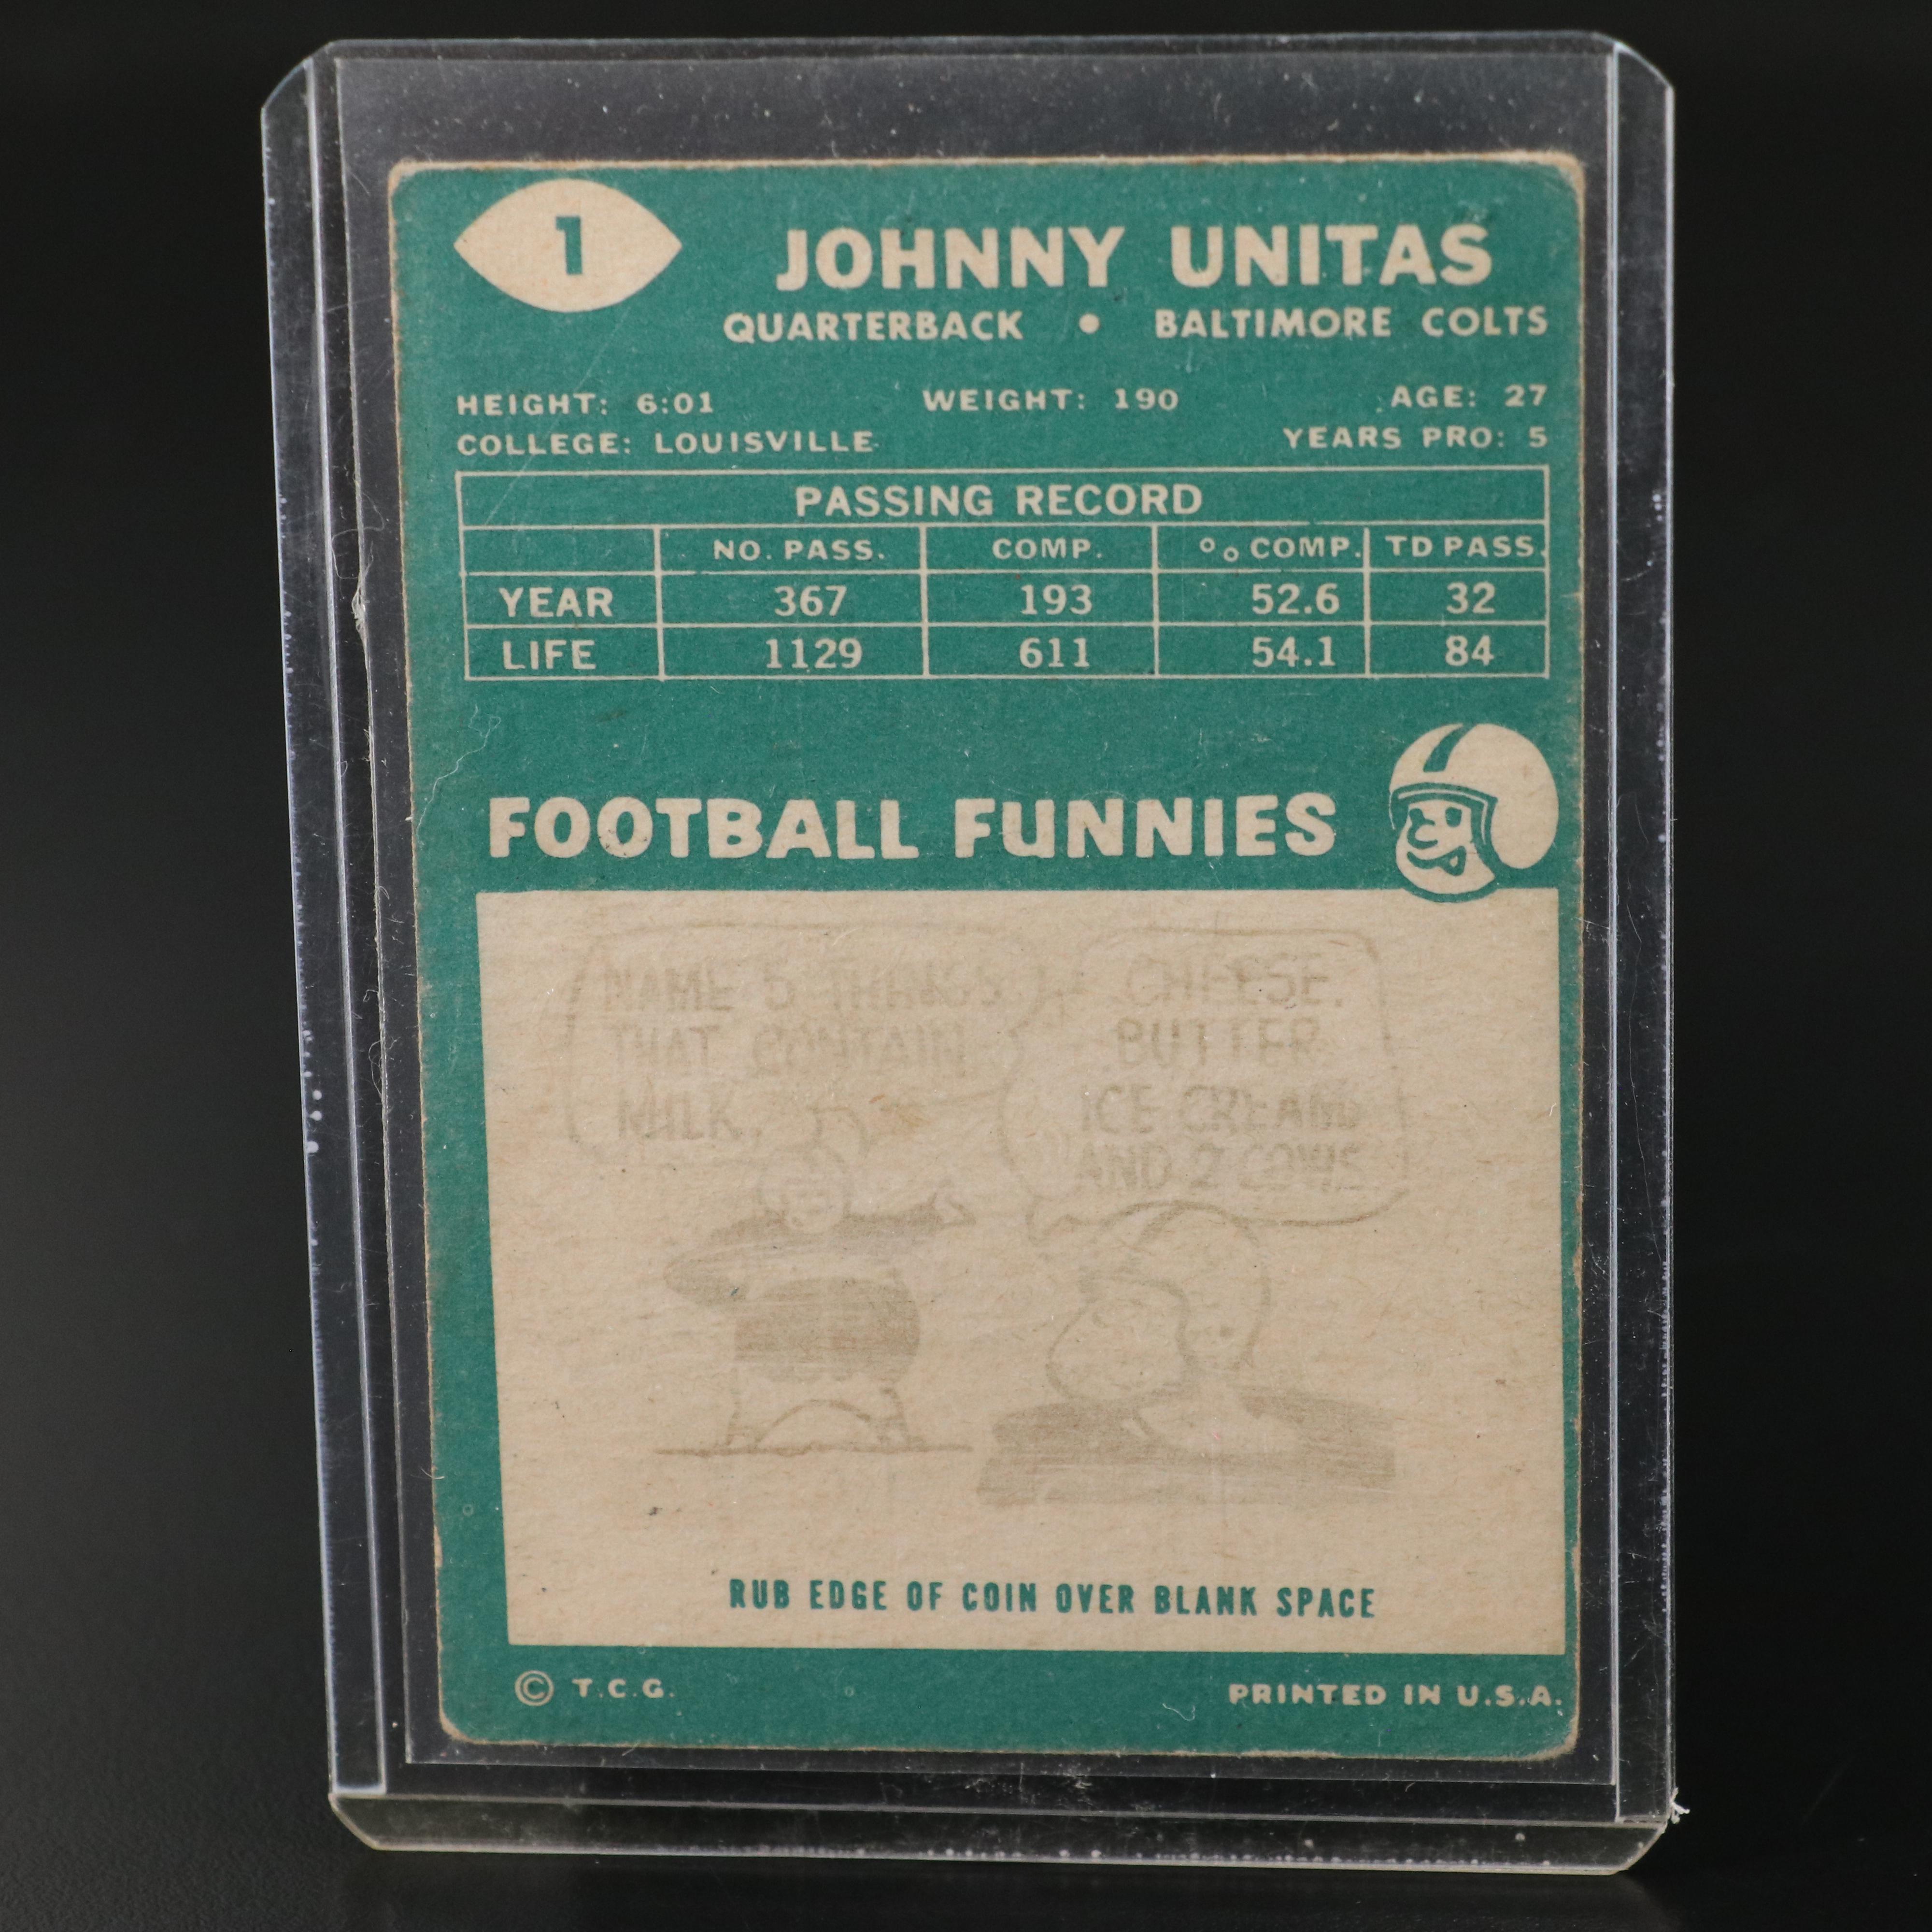 1
JOHNNY UNITAS
QUARTERBACK • BALTIMORE COLTS
HEIGHT: 6:01 WEIGHT: 190 AGE: 27
COLLEGE: LOUISVILLE YEARS PRO: 5
PASSING RECORD
NO. PASS. COMP. % COMP. TD PASS.
YEAR 367 193 52.6 32
LIFE 1129 611 54.1 84
FOOTBALL FUNNIES
NAME 5 THINGS
THAT CONTAIN
MILK.
CHEESE,
BUTTER
ICE CREAM
AND 2 COWS
RUB EDGE OF COIN OVER BLANK SPACE
© T.C.G. PRINTED IN U.S.A.